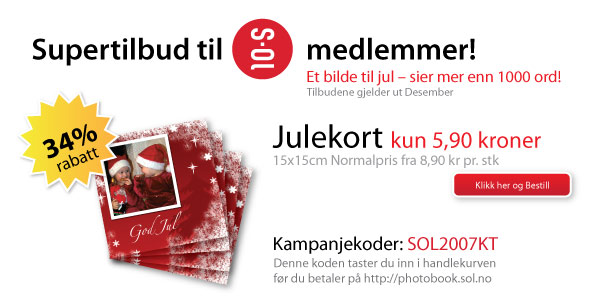 Supertilbud til S·OL medlemmer!
Et bilde til jul – sier mer enn 1000 ord!
Tilbudene gjelder ut Desember
34%
rabatt
God Jul
Julekort kun 5,90 kroner
15x15cm Normalpris fra 8,90 kr pr. stk
Klikk her og Bestill
Kampanjekoder: SOL2007KT
Denne koden taster du inn i handlekurven
før du betaler på http://photobook.sol.no